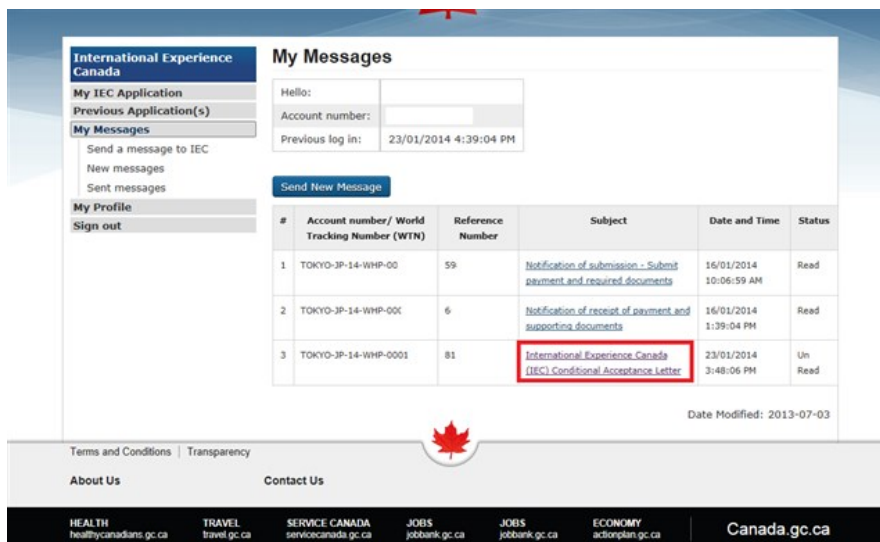 International Experience
Canada
My IEC Application
Previous Application(s)
My Messages
Send a message to IEC
New messages
Sent messages
My Profile
Sign out
My Messages
Hello:
Account number:
Previous log in: 23/01/2014 4:39:04 PM
Send New Message
# Account number/ World Tracking Number (WTN) Reference Number Subject Date and Time Status
1 TOKYO-JP-14-WHP-00 59 Notification of submission - Submit payment and required documents 16/01/2014 10:06:59 AM Read
2 TOKYO-JP-14-WHP-00 6 Notification of receipt of payment and supporting documents 16/01/2014 1:39:04 PM Read
3 TOKYO-JP-14-WHP-0001 81 International Experience Canada (IEC) Conditional Acceptance Letter 23/01/2014 3:48:06 PM Un Read
Date Modified: 2013-07-03
Terms and Conditions | Transparency
About Us Contact Us
HEALTH TRAVEL SERVICE CANADA JOBS JOBS ECONOMY
healthycanadians.gc.ca travel.gc.ca servicecanada.gc.ca jobbank.gc.ca jobbank.gc.ca actionplan.gc.ca
Canada.gc.ca